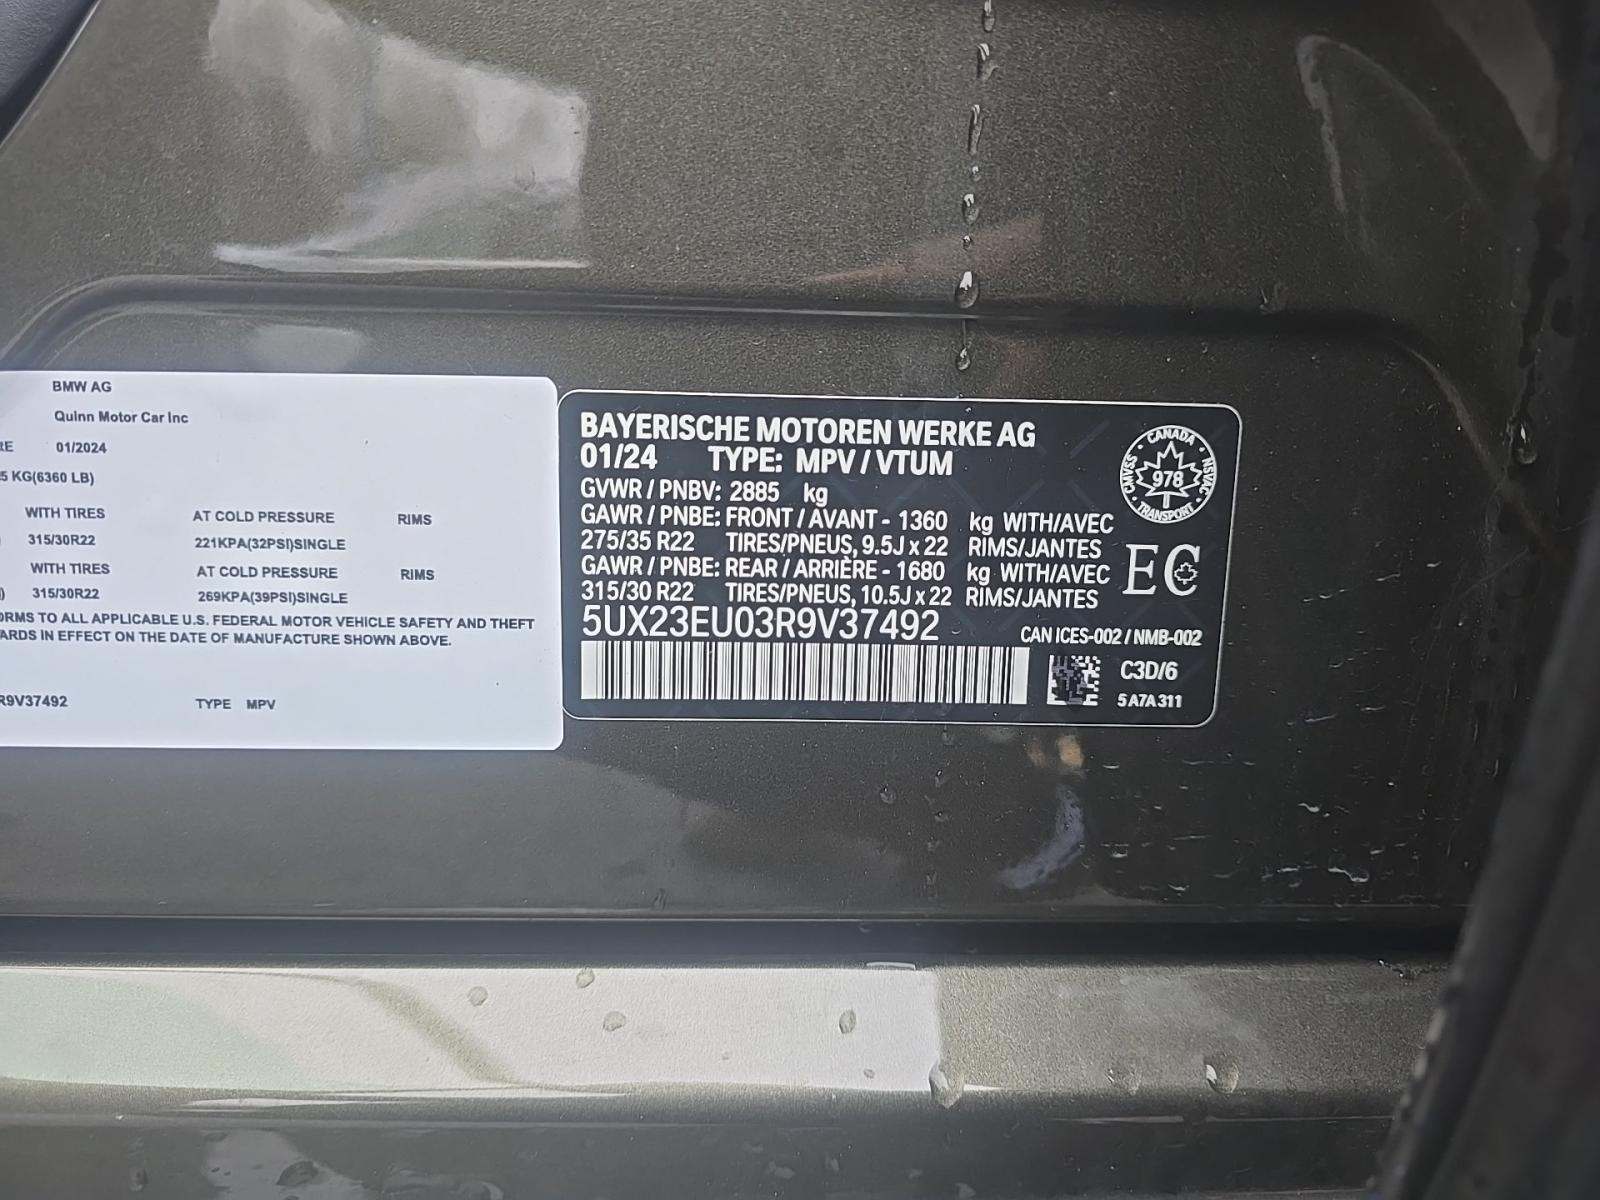 BMW AG
Quinn Motor Car Inc
01/2024
5 KG(6360 LB)
WITH TIRES AT COLD PRESSURE RIMS
315/30R22 221KPA(32PSI)SINGLE
WITH TIRES AT COLD PRESSURE RIMS
315/30R22 269KPA(39PSI)SINGLE
ORMS TO ALL APPLICABLE U.S. FEDERAL MOTOR VEHICLE SAFETY AND THEFT
ARDS IN EFFECT ON THE DATE OF MANUFACTURE SHOWN ABOVE.
R9V37492 TYPE MPV
BAYERISCHE MOTOREN WERKE AG
01/24 TYPE: MPV / VTUM
GVWR / PNBV: 2885 kg
GAWR / PNBE: FRONT / AVANT - 1360 kg WITH/AVEC
275/35 R22 TIRES/PNEUS, 9.5J x 22 RIMS/JANTES
GAWR / PNBE: REAR / ARRIÈRE - 1680 kg WITH/AVEC
315/30 R22 TIRES/PNEUS, 10.5J x 22 RIMS/JANTES
5UX23EU03R9V37492
CANADA
CMVSS 978 NSVAC
TRANSPORT
EC
CAN ICES-002 / NMB-002
C3D/6
5A7A311